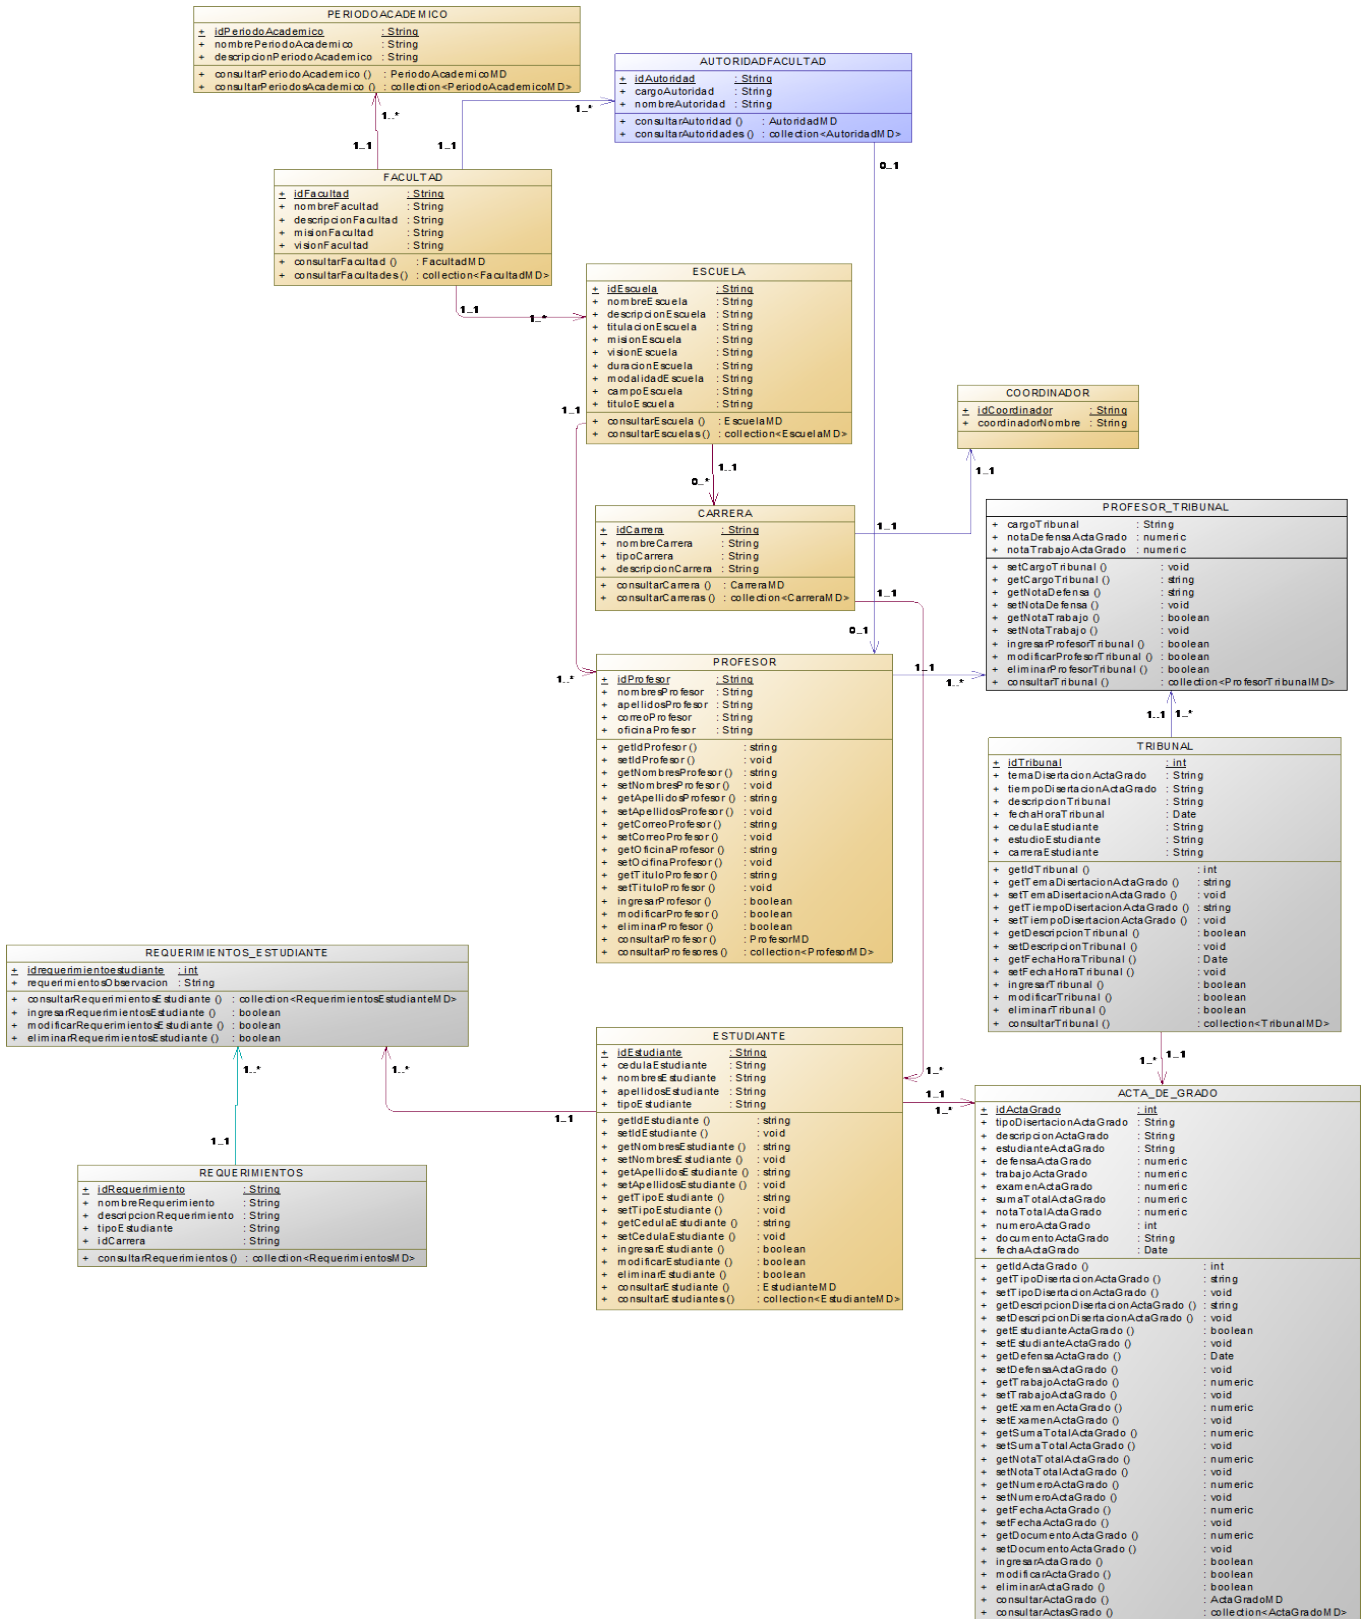 PERIODOACADEMICO
+ idPeriodoAcademico : String
+ nombrePeriodoAcademico : String
+ descripcionPeriodoAcademico : String
+ consultarPeriodoAcademico () : PeriodoAcademicoMD
+ consultarPeriodosAcademico () : collection<PeriodoAcademicoMD>
1..*
1..1
1..1
1..*
AUTORIDADFACULTAD
+ idAutoridad : String
+ cargoAutoridad : String
+ nombreAutoridad : String
+ consultarAutoridad () : AutoridadMD
+ consultarAutoridades () : collection<AutoridadMD>
0..1
FACULTAD
+ idFacultad : String
+ nombreFacultad : String
+ descripcionFacultad : String
+ misionFacultad : String
+ visionFacultad : String
+ consultarFacultad () : FacultadMD
+ consultarFacultades () : collection<FacultadMD>
1..1
1..*
ESCUELA
+ idEscuela : String
+ nombreEscuela : String
+ descripcionEscuela : String
+ titulacionEscuela : String
+ misionEscuela : String
+ visionEscuela : String
+ duracionEscuela : String
+ modalidadEscuela : String
+ campoEscuela : String
+ tituloEscuela : String
+ consultarEscuela () : EscuelaMD
+ consultarEscuelas () : collection<EscuelaMD>
1..1
1..1
0..*
COORDINADOR
+ idCoordinador : String
+ coordinadorNombre : String
1..1
CARRERA
+ idCarrera : String
+ nombreCarrera : String
+ tipoCarrera : String
+ descripcionCarrera : String
+ consultarCarrera () : CarreraMD
+ consultarCarreras () : collection<CarreraMD>
1..1
1..1
0..1
PROFESOR_TRIBUNAL
+ cargoTribunal : String
+ notaDefensaActaGrado : numeric
+ notaTrabajoActaGrado : numeric
+ setCargoTribunal () : void
+ getCargoTribunal () : string
+ getNotaDefensa () : string
+ setNotaDefensa () : void
+ getNotaTrabajo () : boolean
+ setNotaTrabajo () : void
+ ingresarProfesorTribunal () : boolean
+ modificarProfesorTribunal () : boolean
+ eliminarProfesorTribunal () : boolean
+ consultarTribunal () : collection<ProfesorTribunalMD>
1..*
PROFESOR
+ idProfesor : String
+ nombresProfesor : String
+ apellidosProfesor : String
+ correoProfesor : String
+ oficinaProfesor : String
+ getIdProfesor () : string
+ setIdProfesor () : void
+ getNombresProfesor () : string
+ setNombresProfesor () : void
+ getApellidosProfesor () : string
+ setApellidosProfesor () : void
+ getCorreoProfesor () : string
+ setCorreoProfesor () : void
+ getOficinaProfesor () : string
+ setOcifinaProfesor () : void
+ getTituloProfesor () : string
+ setTituloProfesor () : void
+ ingresarProfesor () : boolean
+ modificarProfesor () : boolean
+ eliminarProfesor () : boolean
+ consultarProfesor () : ProfesorMD
+ consultarProfesores () : collection<ProfesorMD>
1..1
1..*
1..1 1..*
TRIBUNAL
+ idTribunal : int
+ temaDisertacionActaGrado : String
+ tiempoDisertacionActaGrado : String
+ descripcionTribunal : String
+ fechaHoraTribunal : Date
+ cedulaEstudiante : String
+ estudioEstudiante : String
+ carreraEstudiante : String
+ getIdTribunal () : int
+ getTemaDisertacionActaGrado () : string
+ setTemaDisertacionActaGrado () : void
+ getTiempoDisertacionActaGrado () : string
+ setTiempoDisertacionActaGrado () : void
+ getDescripcionTribunal () : boolean
+ setDescripcionTribunal () : void
+ getFechaHoraTribunal () : Date
+ setFechaHoraTribunal () : void
+ ingresarTribunal () : boolean
+ modificarTribunal () : boolean
+ eliminarTribunal () : boolean
+ consultarTribunal () : collection<TribunalMD>
1..* 1..1
REQUERIMIENTOS_ESTUDIANTE
+ idrequerimientoestudiante : int
+ requerimientosObservacion : String
+ consultarRequerimientosEstudiante () : collection<RequerimientosEstudianteMD>
+ ingresarRequerimientosEstudiante () : boolean
+ modificarRequerimientosEstudiante () : boolean
+ eliminarRequerimientosEstudiante () : boolean
1..*
1..*
1..1
1..1
REQUERIMIENTOS
+ idRequerimiento : String
+ nombreRequerimiento : String
+ descripcionRequerimiento : String
+ tipoEstudiante : String
+ idCarrera : String
+ consultarRequerimientos () : collection<RequerimientosMD>
ESTUDIANTE
+ idEstudiante : String
+ cedulaEstudiante : String
+ nombresEstudiante : String
+ apellidosEstudiante : String
+ tipoEstudiante : String
+ getIdEstudiante () : string
+ setIdEstudiante () : void
+ getNombresEstudiante () : string
+ setNombresEstudiante () : void
+ getApellidosEstudiante () : string
+ setApellidosEstudiante () : void
+ getTipoEstudiante () : string
+ setTipoEstudiante () : void
+ getCedulaEstudiante () : string
+ setCedulaEstudiante () : void
+ ingresarEstudiante () : boolean
+ modificarEstudiante () : boolean
+ eliminarEstudiante () : boolean
+ consultarEstudiante () : EstudianteMD
+ consultarEstudiantes () : collection<EstudianteMD>
1..*
1..1
1..*
ACTA_DE_GRADO
+ idActaGrado : int
+ tipoDisertacionActaGrado : String
+ descripcionActaGrado : String
+ estudianteActaGrado : String
+ defensaActaGrado : numeric
+ trabajoActaGrado : numeric
+ examenActaGrado : numeric
+ sumaTotalActaGrado : numeric
+ notaTotalActaGrado : numeric
+ numeroActaGrado : int
+ documentoActaGrado : String
+ fechaActaGrado : Date
+ getIdActaGrado () : int
+ getTipoDisertacionActaGrado () : string
+ setTipoDisertacionActaGrado () : void
+ getDescripcionDisertacionActaGrado () : string
+ setDescripcionDisertacionActaGrado () : void
+ getEstudianteActaGrado () : boolean
+ setEstudianteActaGrado () : void
+ getDefensaActaGrado () : Date
+ setDefensaActaGrado () : void
+ getTrabajoActaGrado () : numeric
+ setTrabajoActaGrado () : void
+ getExamenActaGrado () : numeric
+ setExamenActaGrado () : void
+ getSumaTotalActaGrado () : numeric
+ setSumaTotalActaGrado () : void
+ getNotaTotalActaGrado () : numeric
+ setNotaTotalActaGrado () : void
+ getNumeroActaGrado () : numeric
+ setNumeroActaGrado () : void
+ getFechaActaGrado () : numeric
+ setFechaActaGrado () : void
+ getDocumentoActaGrado () : numeric
+ setDocumentoActaGrado () : void
+ ingresarActaGrado () : boolean
+ modificarActaGrado () : boolean
+ eliminarActaGrado () : boolean
+ consultarActaGrado () : ActaGradoMD
+ consultarActasGrado () : collection<ActaGradoMD>